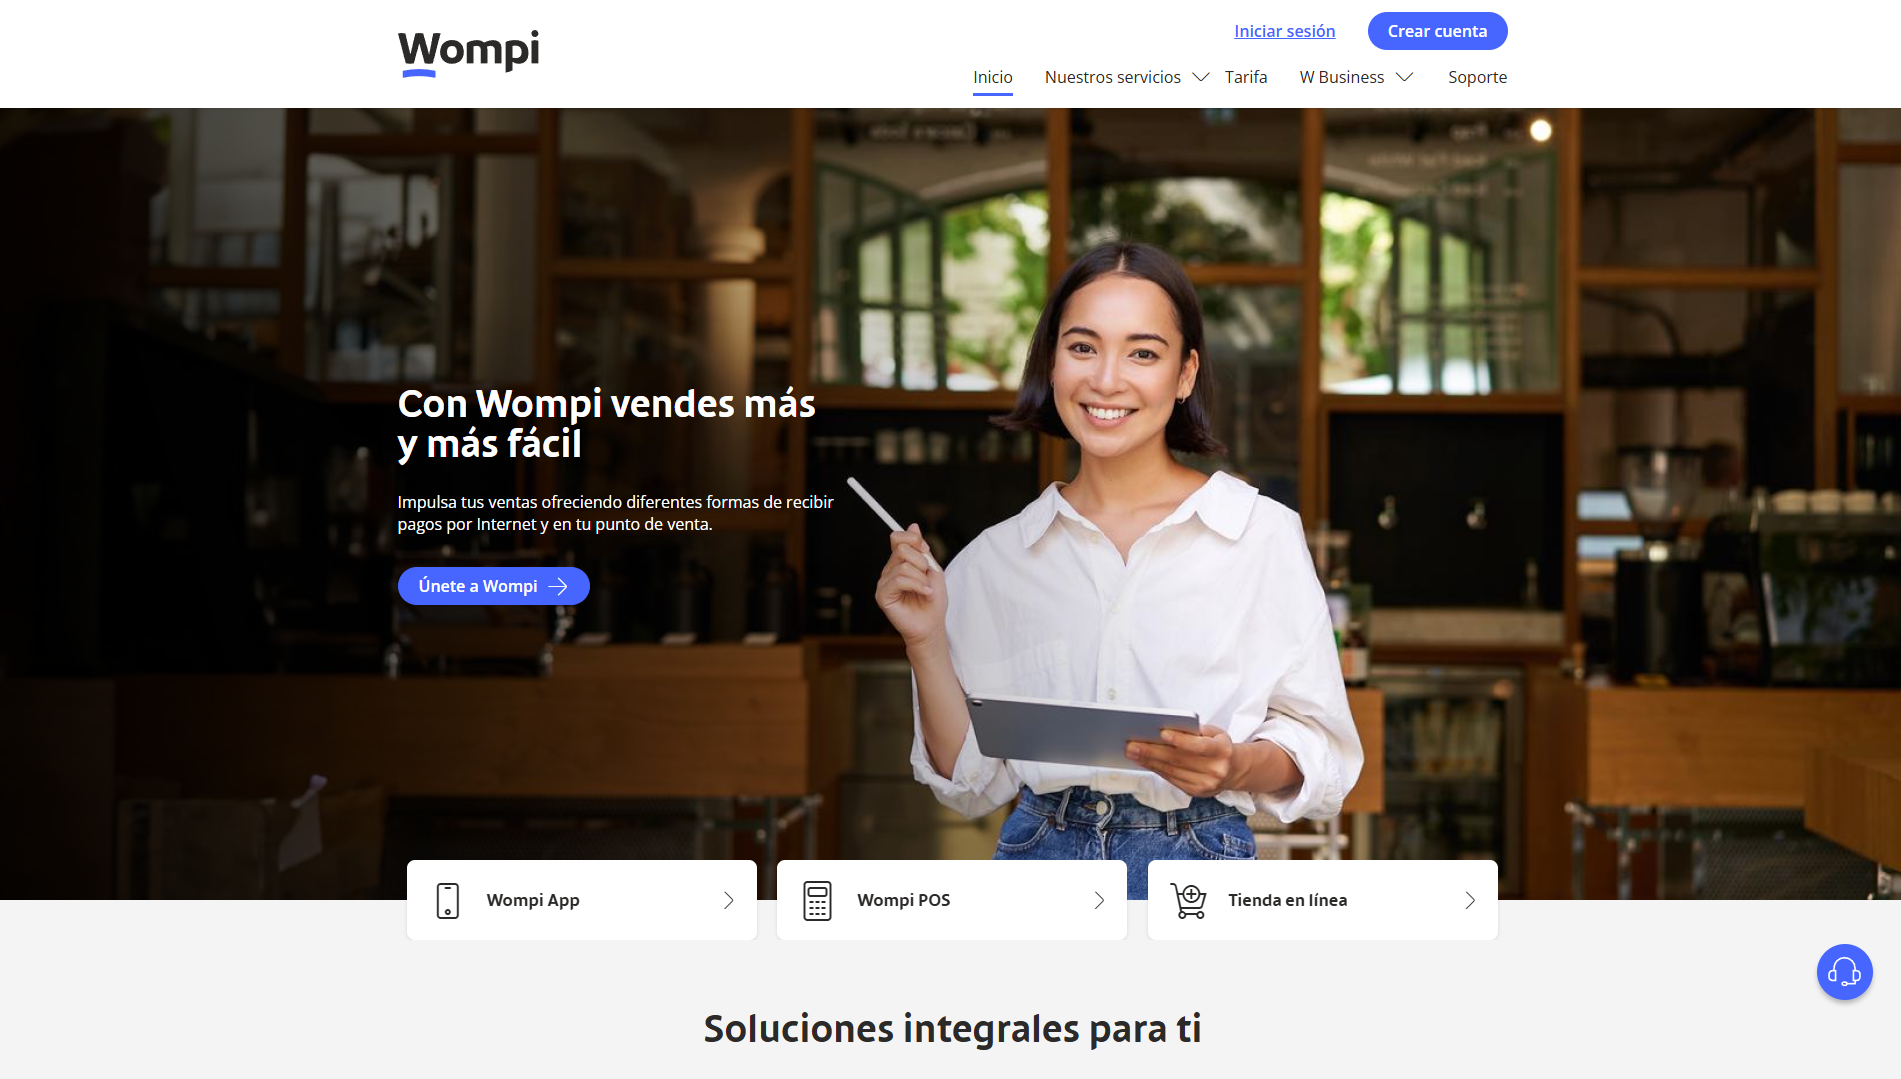 Wompi
Iniciar sesión
Crear cuenta
Inicio
Nuestros servicios
Tarifa
W Business
Soporte
Con Wompi vendes más
y más fácil
Impulsa tus ventas ofreciendo diferentes formas de recibir
pagos por Internet y en tu punto de venta.
Únete a Wompi
Wompi App
Wompi POS
Tienda en línea
Soluciones integrales para ti